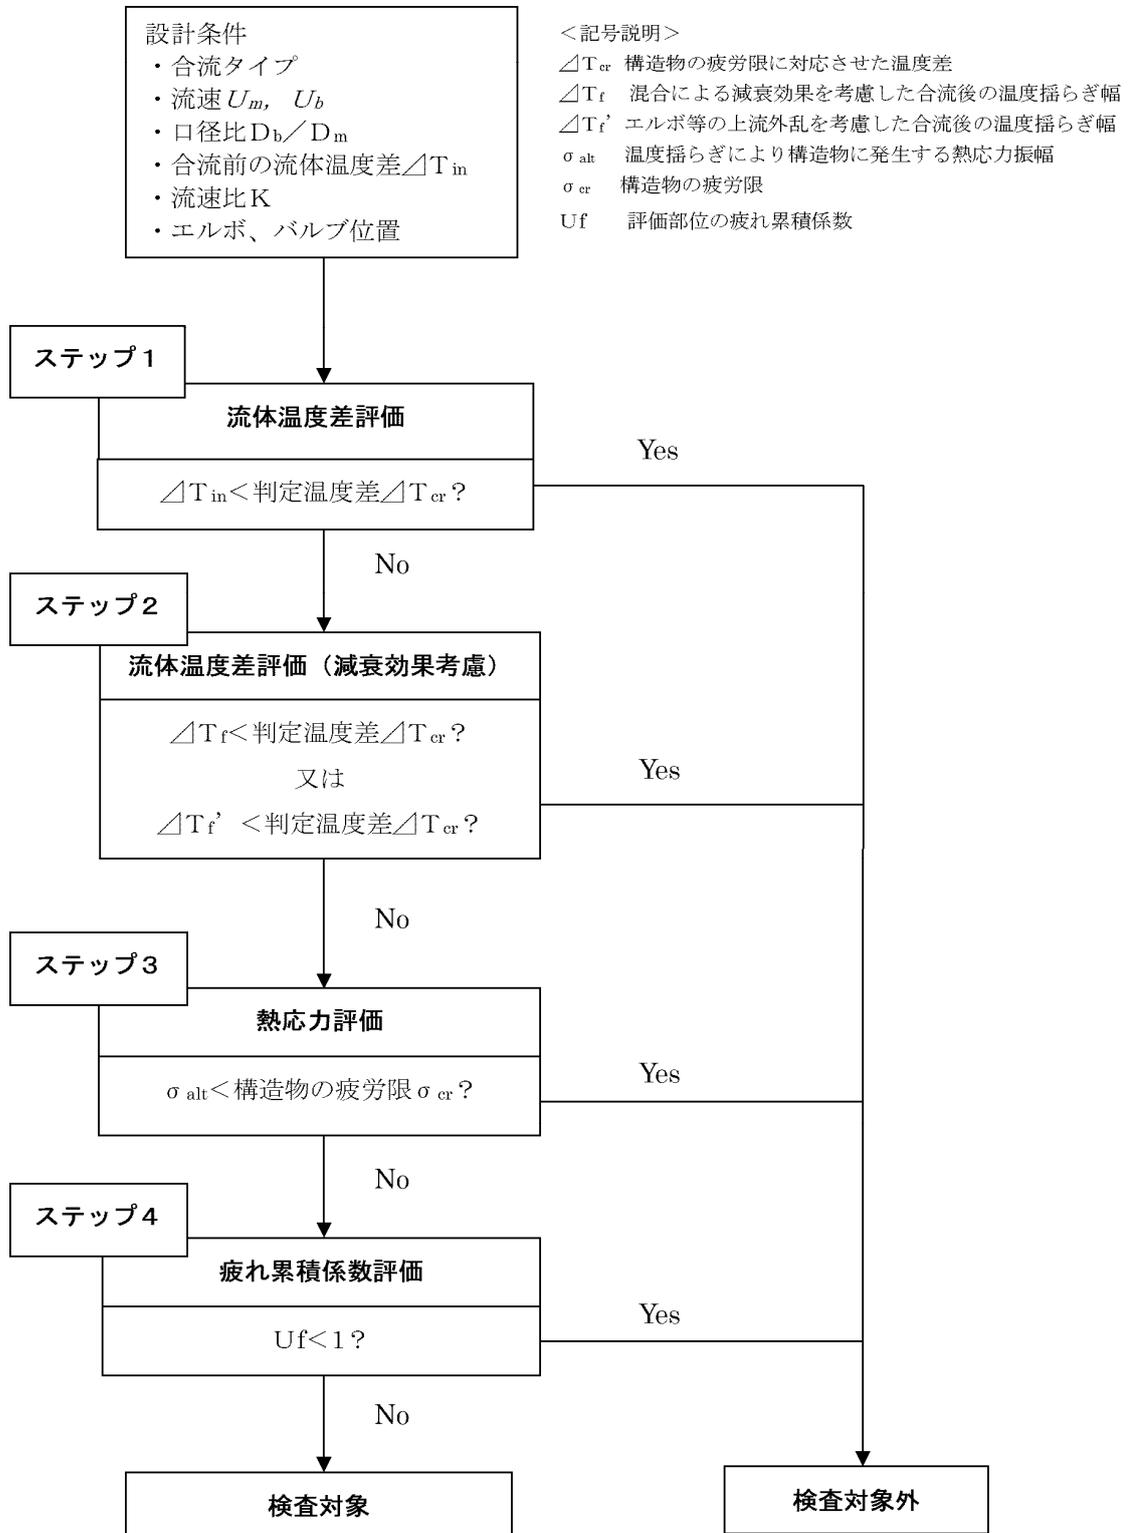 設計条件
・合流タイプ
・流速Um, Ub
・口径比Db／Dm
・合流前の流体温度差⊿Tin
・流速比K
・エルボ、バルブ位置
＜記号説明＞
⊿Tcr 構造物の疲労限に対応させた温度差
⊿Tf 混合による減衰効果を考慮した合流後の温度揺らぎ幅
⊿Tf’ エルボ等の上流外乱を考慮した合流後の温度揺らぎ幅
σalt 温度揺らぎにより構造物に発生する熱応力振幅
σcr 構造物の疲労限
Uf 評価部位の疲れ累積係数
ステップ１
流体温度差評価
⊿Tin＜判定温度差⊿Tcr？
Yes
No
ステップ２
流体温度差評価（減衰効果考慮）
⊿Tf＜判定温度差⊿Tcr？
又は
⊿Tf’＜判定温度差⊿Tcr？
Yes
No
ステップ３
熱応力評価
σalt＜構造物の疲労限σcr？
Yes
No
ステップ４
疲れ累積係数評価
Uf＜１？
Yes
No
検査対象
検査対象外